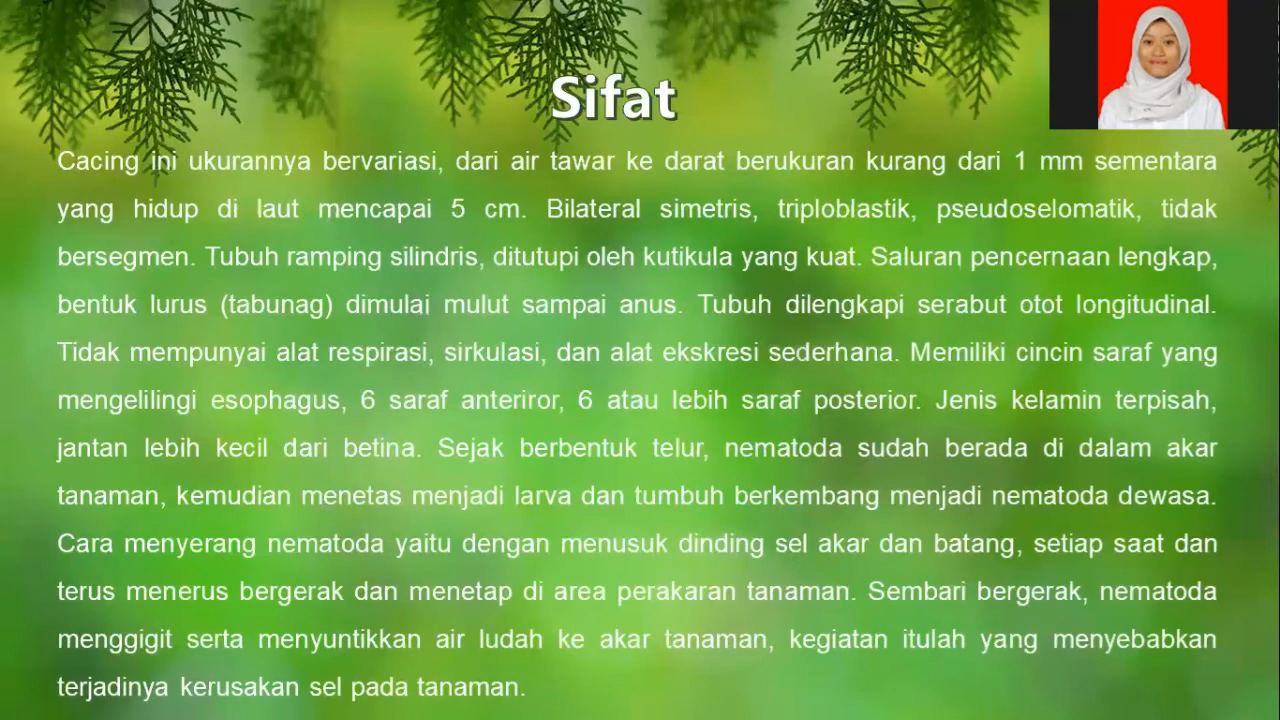 Sifat
Cacing ini ukurannya bervariasi, dari air tawar ke darat berukuran kurang dari 1 mm sementara
yang hidup di laut mencapai 5 cm. Bilateral simetris, triploblastik, pseudoselomatik, tidak
bersegmen. Tubuh ramping silindris, ditutupi oleh kutikula yang kuat. Saluran pencernaan lengkap,
bentuk lurus (tabunag) dimulai mulut sampai anus. Tubuh dilengkapi serabut otot longitudinal.
Tidak mempunyai alat respirasi, sirkulasi, dan alat ekskresi sederhana. Memiliki cincin saraf yang
mengelilingi esophagus, 6 saraf anteriror, 6 atau lebih saraf posterior. Jenis kelamin terpisah,
jantan lebih kecil dari betina. Sejak berbentuk telur, nematoda sudah berada di dalam akar
tanaman, kemudian menetas menjadi larva dan tumbuh berkembang menjadi nematoda dewasa.
Cara menyerang nematoda yaitu dengan menusuk dinding sel akar dan batang, setiap saat dan
terus menerus bergerak dan menetap di area perakaran tanaman. Sembari bergerak, nematoda
menggigit serta menyuntikkan air ludah ke akar tanaman, kegiatan itulah yang menyebabkan
terjadinya kerusakan sel pada tanaman.